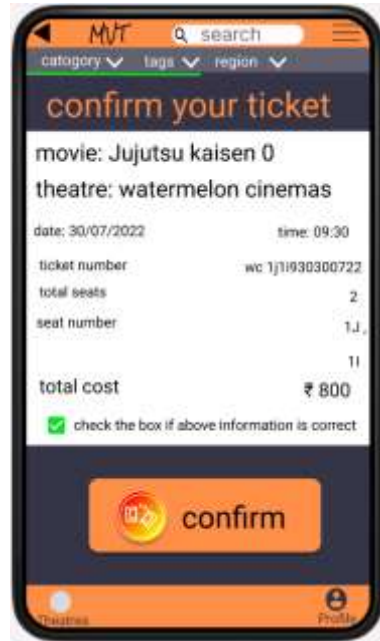 MVT search
catogory tags region
confirm your ticket
movie: Jujutsu kaisen 0
theatre: watermelon cinemas
date: 30/07/2022 time: 09:30
ticket number wc 1j1i930300722
total seats 2
seat number 1J ,
1I
total cost ₹ 800
check the box if above information is correct
confirm
Theatres Profile